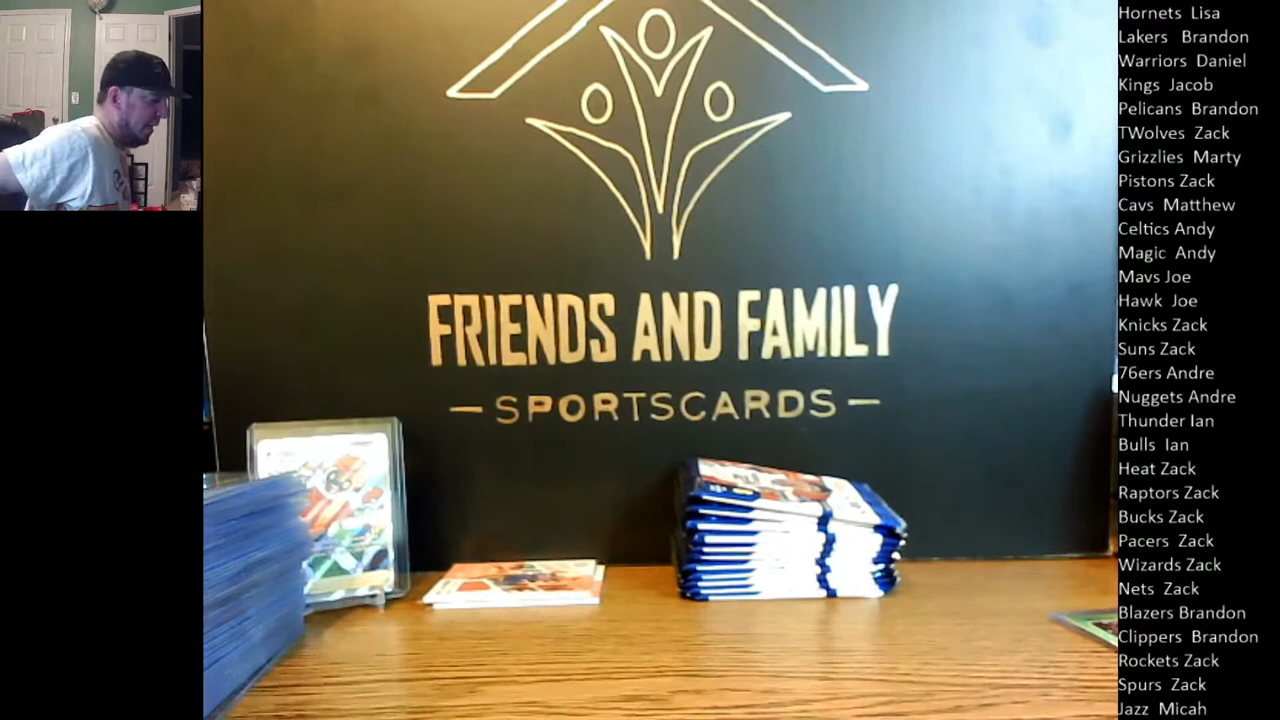 FRIENDS AND FAMILY
SPORTSCARDS
Hornets Lisa
Lakers Brandon
Warriors Daniel
Kings Jacob
Pelicans Brandon
TWolves Zack
Grizzlies Marty
Pistons Zack
Cavs Matthew
Celtics Andy
Magic Andy
Mavs Joe
Hawk Joe
Knicks Zack
Suns Zack
76ers Andre
Nuggets Andre
Thunder Ian
Bulls Ian
Heat Zack
Raptors Zack
Bucks Zack
Pacers Zack
Wizards Zack
Nets Zack
Blazers Brandon
Clippers Brandon
Rockets Zack
Spurs Zack
Jazz Micah